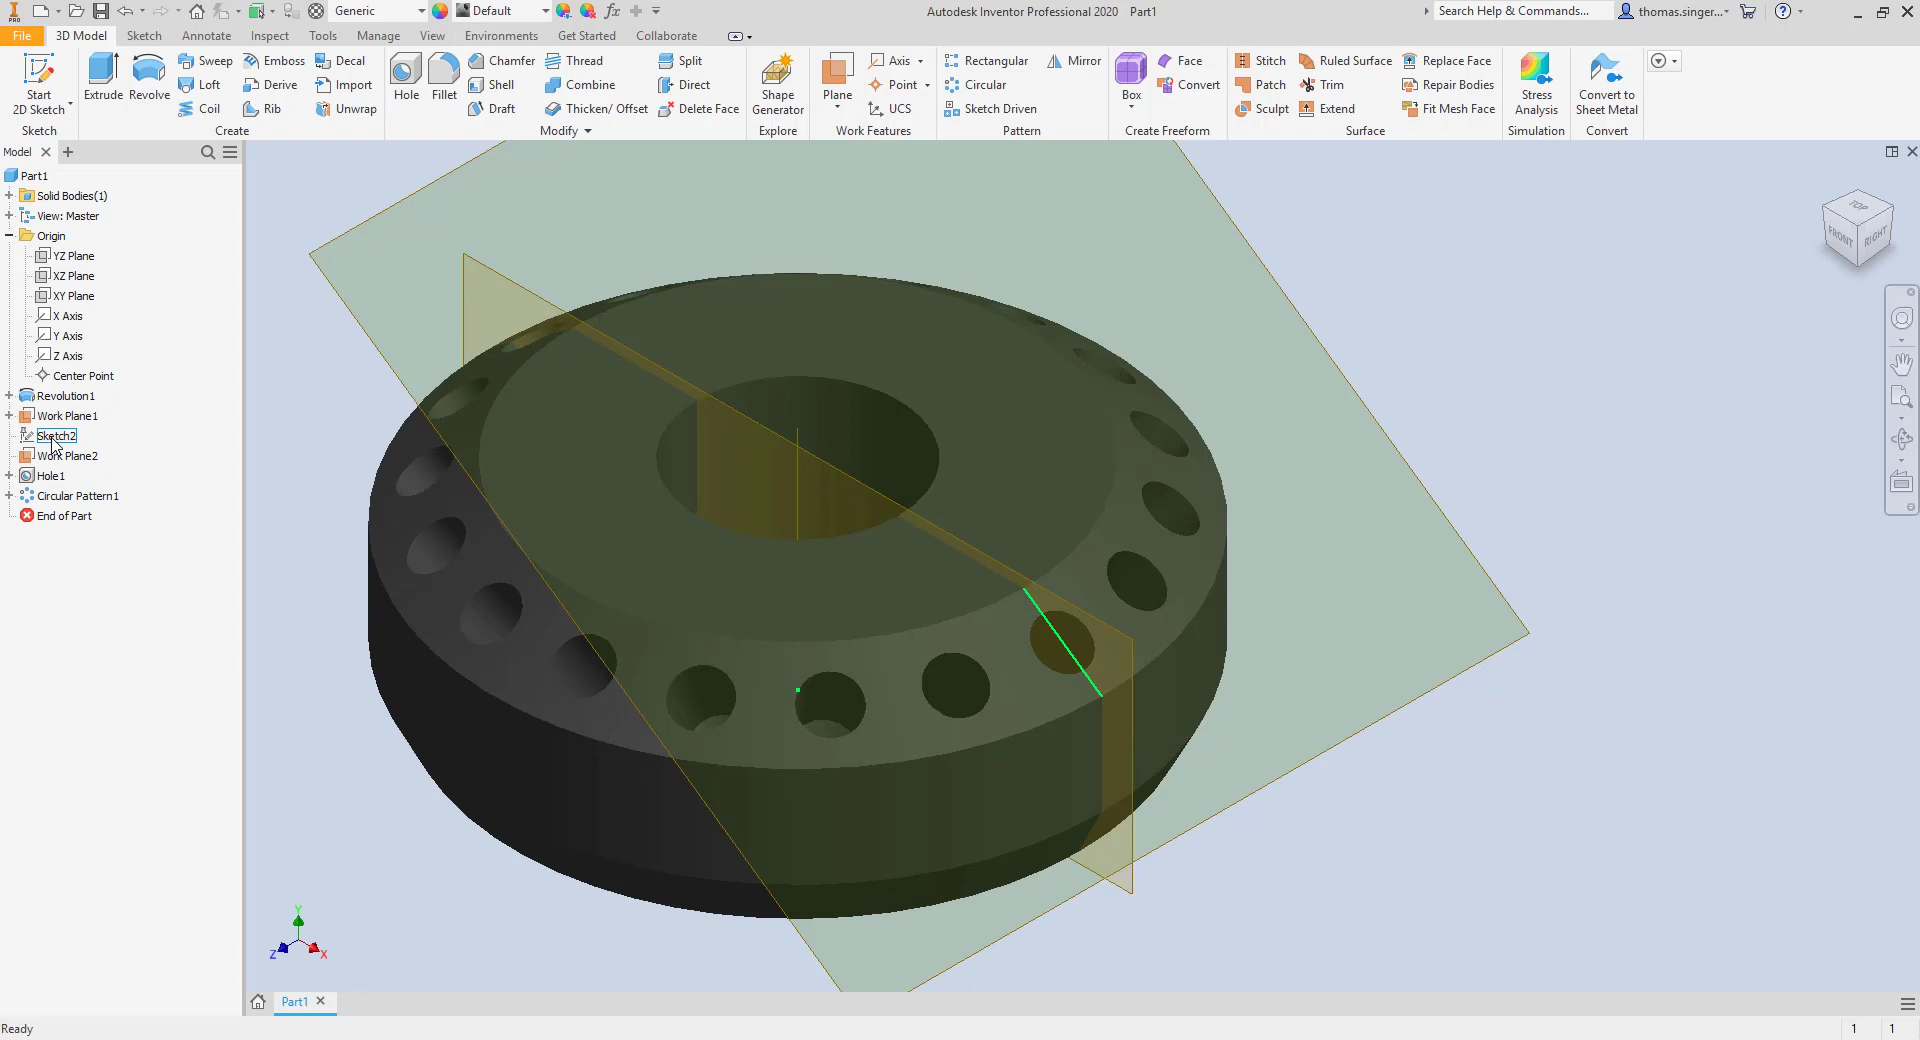 PRO
Generic
Default
fx
Autodesk Inventor Professional 2020 Part1
Search Help & Commands...
thomas.singer...
File
3D Model
Sketch
Annotate
Inspect
Tools
Manage
View
Environments
Get Started
Collaborate
Start
2D Sketch
Extrude
Revolve
Sweep
Loft
Coil
Emboss
Derive
Rib
Decal
Import
Unwrap
Hole
Fillet
Chamfer
Shell
Draft
Thread
Combine
Thicken/ Offset
Split
Direct
Delete Face
Shape
Generator
Plane
Axis
Point
UCS
Rectangular
Circular
Sketch Driven
Mirror
Box
Face
Convert
Stitch
Patch
Sculpt
Ruled Surface
Trim
Extend
Replace Face
Repair Bodies
Fit Mesh Face
Stress
Analysis
Convert to
Sheet Metal
Sketch
Create
Modify
Explore
Work Features
Pattern
Create Freeform
Surface
Simulation
Convert
Model
Part1
Solid Bodies(1)
View: Master
Origin
YZ Plane
XZ Plane
XY Plane
X Axis
Y Axis
Z Axis
Center Point
Revolution1
Work Plane1
Sketch2
Work Plane2
Hole1
Circular Pattern1
End of Part
TOP
FRONT
RIGHT
Y
Z
X
Part1
Ready
1
1